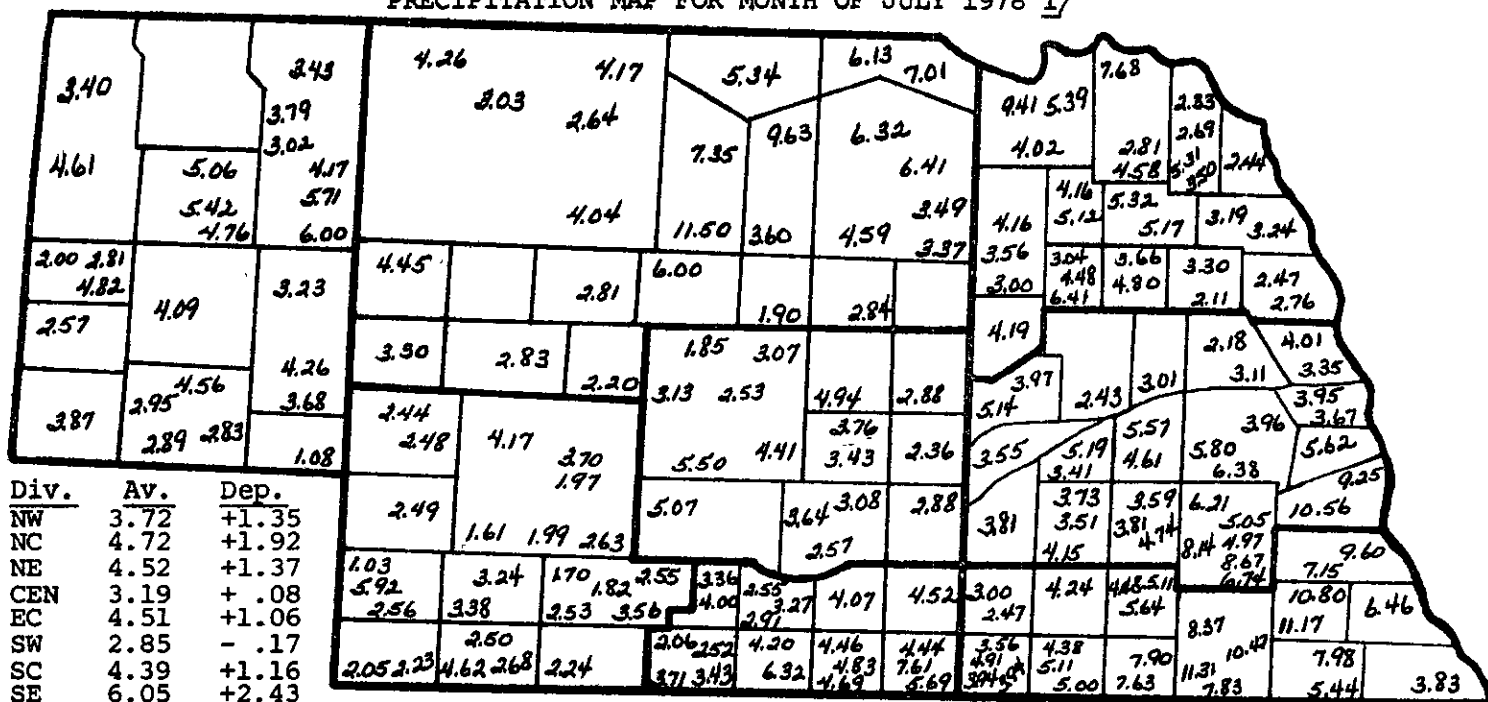 PRECIPITATION MAP FOR MONTH OF JULY 1978 1/
3.40 3.43 4.26 4.17 5.34 6.13 7.01 7.68
3.79 3.03 2.64 9.41 5.39 2.83
3.02 7.35 9.63 6.32 4.02 2.81 2.69
4.61 5.06 4.17 6.41 4.58 5.31 3.50 2.44
5.42 5.71 4.04 3.49 4.16 4.16 5.32
4.76 6.00 11.50 3.60 4.59 3.37 5.12 5.17 3.19 3.24
2.00 2.81 4.45 6.00 3.56 3.04 3.66 3.30 2.47
4.82 4.09 3.23 2.81 3.00 4.48 4.80 2.11 2.76
2.57 1.90 2.84 6.41
3.30 2.83 1.85 3.07 4.19 2.18 4.01
4.26 2.20 3.13 2.53 4.94 2.88 3.97 2.43 3.01 3.11 3.35
2.95 4.56 3.68 2.44 5.14 3.95
3.87 2.89 2.83 2.48 4.17 3.76 5.57 3.96 3.67
1.08 3.70 5.50 4.41 3.43 2.36 3.55 5.19 4.61 5.80 5.62
1.97 3.41 6.38 9.25
2.49 5.07 3.64 3.08 2.88 3.81 3.73 3.59 6.21 10.56
1.61 1.99 2.63 2.57 3.51 3.81 4.74 5.05
4.15 8.14 4.97 9.60
1.03 3.24 1.70 2.55 3.36 2.55 8.67 7.15
5.92 1.82 4.00 3.27 4.07 4.52 3.00 4.24 5.11 6.74
2.56 3.38 2.53 3.56 2.91 2.47 5.64 10.80 6.46
2.50 2.06 2.52 4.20 4.46 4.44 3.56 4.38 8.37 11.17
2.05 2.23 4.62 2.68 2.24 4.83 7.61 4.91 5.11 7.90 10.42 7.98
3.71 3.43 6.32 4.69 5.69 5.00 7.63 11.31 7.83 5.44 3.83
Div. Av. Dep.
NW 3.72 +1.35
NC 4.72 +1.92
NE 4.52 +1.37
CEN 3.19 + .08
EC 4.51 +1.06
SW 2.85 - .17
SC 4.39 +1.16
SE 6.05 +2.43